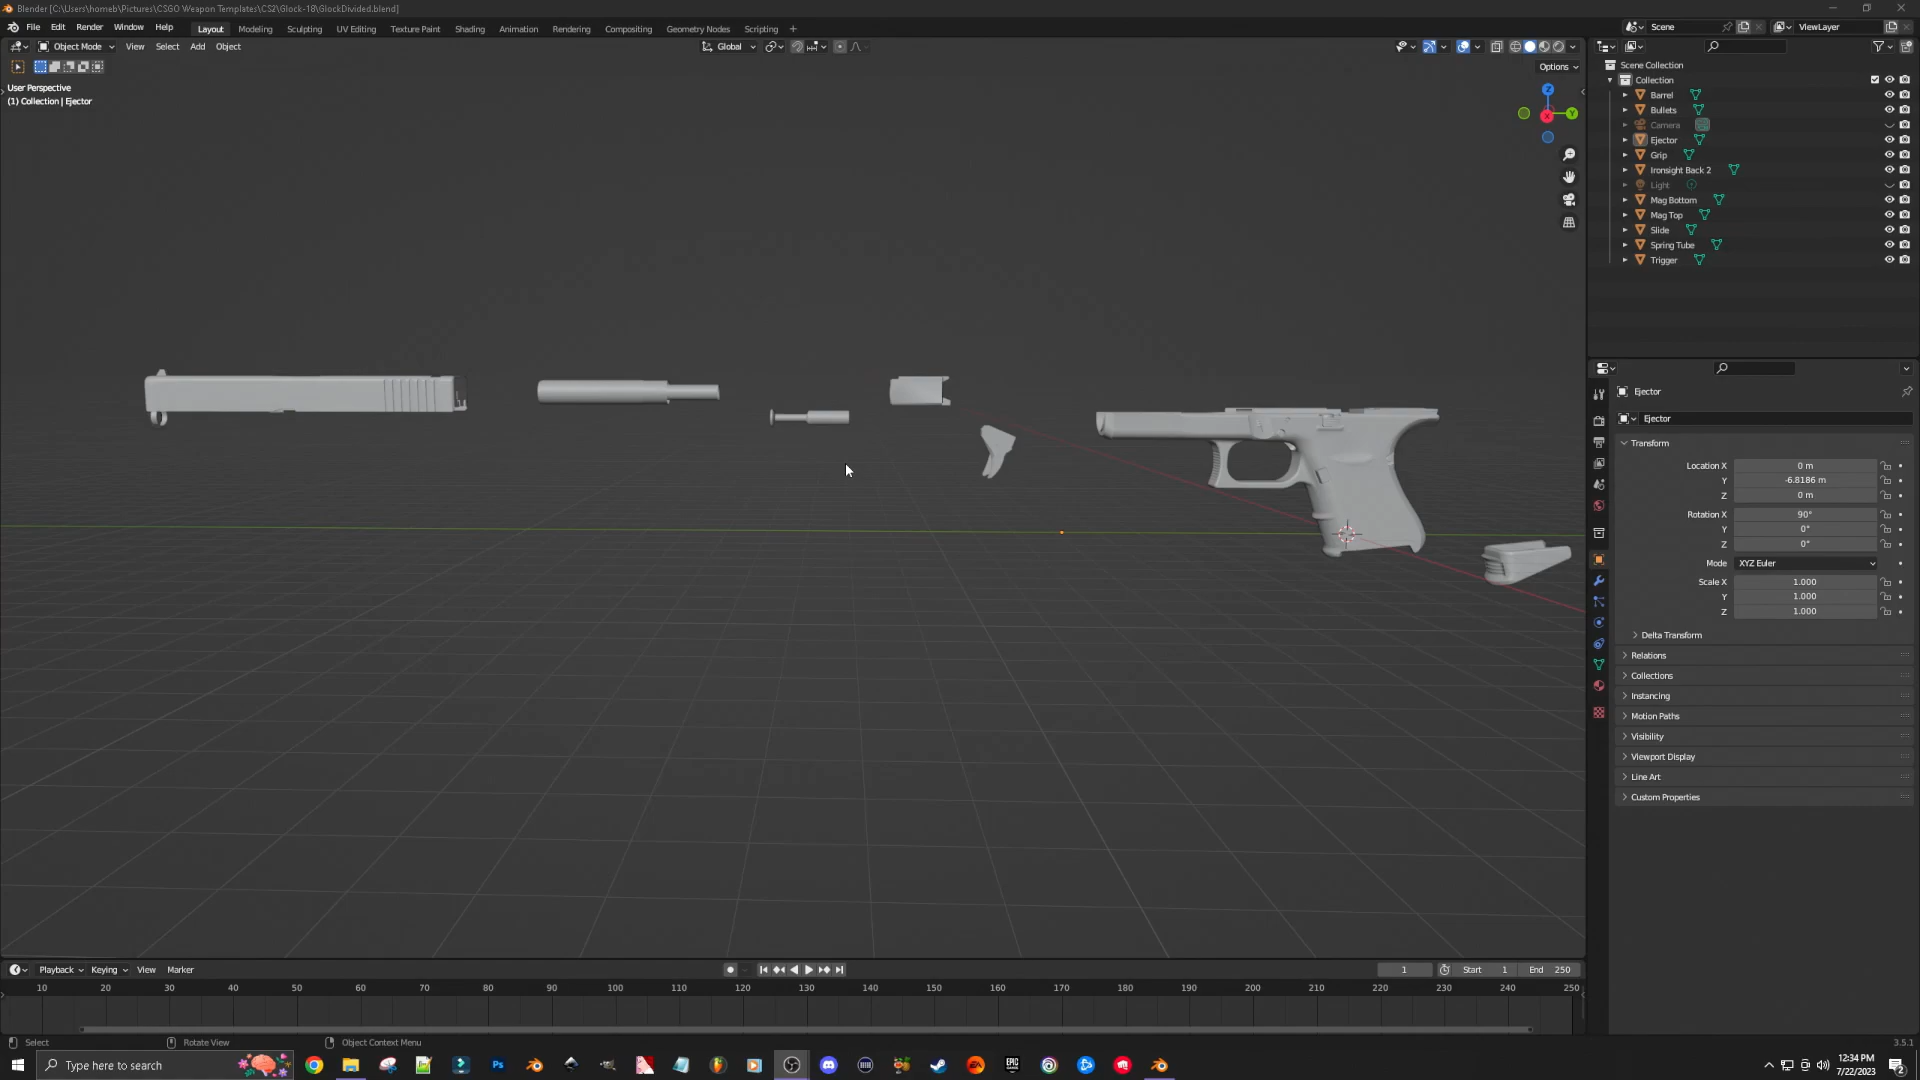 Blender [C:\Users\horneb\Pictures\CSGO Weapon Templates\CS2\Glock-18\GlockDivided.blend]
File Edit Render Window Help Layout Modeling Sculpting UV Editing Texture Paint Shading Animation Rendering Compositing Geometry Nodes Scripting + Scene ViewLayer
Object Mode View Select Add Object Global
Options
User Perspective
(1) Collection | Ejector
Z
Y
X
Scene Collection
Collection
Barrel
Bullets
Camera
Ejector
Grip
Ironsight Back 2
Light
Mag Bottom
Mag Top
Slide
Spring Tube
Trigger
Ejector
Ejector
Transform
Location X 0 m
Y -6.8186 m
Z 0 m
Rotation X 90°
Y 0°
Z 0°
Mode XYZ Euler
Scale X 1.000
Y 1.000
Z 1.000
Delta Transform
Relations
Collections
Instancing
Motion Paths
Visibility
Viewport Display
Line Art
Custom Properties
Playback Keying View Marker 1 Start 1 End 250
10 20 30 40 50 60 70 80 90 100 110 120 130 140 150 160 170 180 190 200 210 220 230 240 250
Select Rotate View Object Context Menu 3.5.1
Type here to search
Ps
EA
EPIC GAMES
12:34 PM
7/22/2023
2